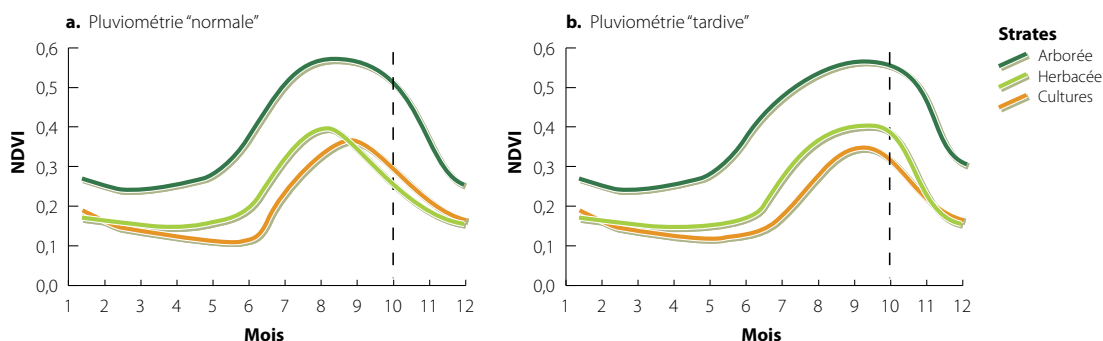 a. Pluviométrie “normale”
NDVI
0,6
0,5
0,4
0,3
0,2
0,1
0,0
1 2 3 4 5 6 7 8 9 10 11 12
Mois
b. Pluviométrie “tardive”
NDVI
0,6
0,5
0,4
0,3
0,2
0,1
0,0
1 2 3 4 5 6 7 8 9 10 11 12
Mois
Strates
Arborée
Herbacée
Cultures